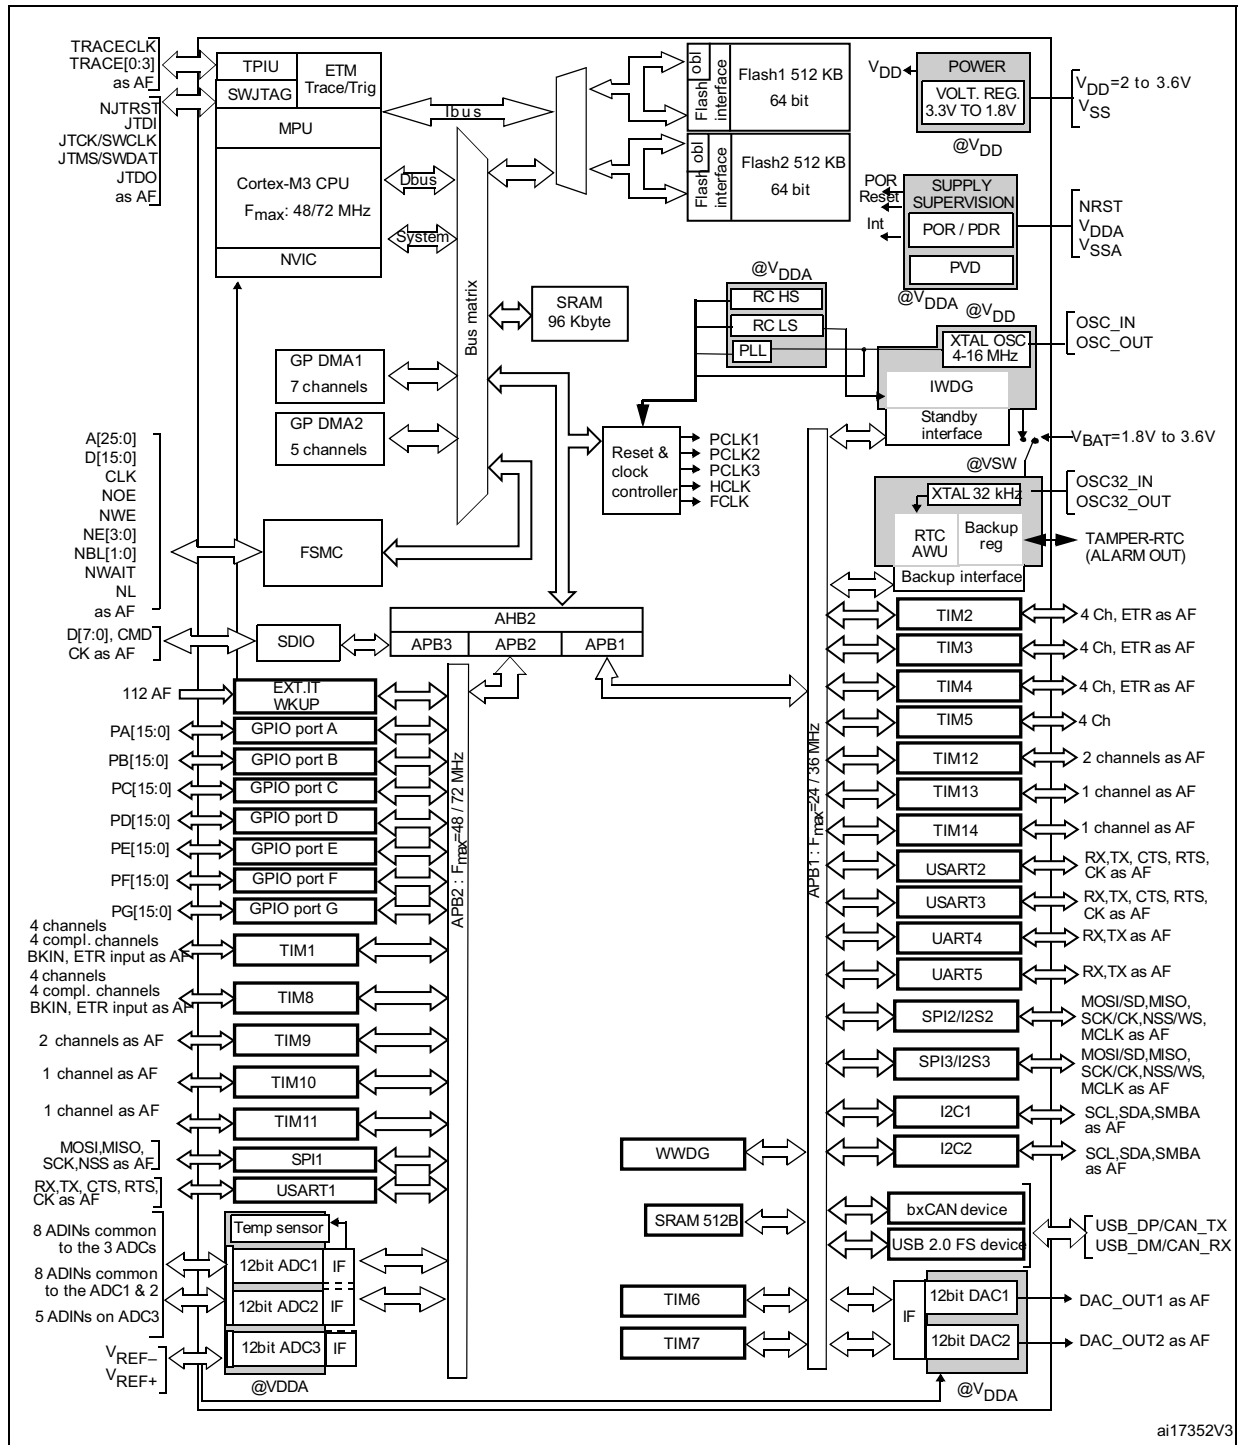 TRACECLK
TRACE[0:3]
as AF
NJTRST
JTDI
JTCK/SWCLK
JTMS/SWDAT
JTDO
as AF
TPIU
SWJTAG
ETM
Trace/Trig
MPU
Cortex-M3 CPU
Fmax: 48/72 MHz
NVIC
Ibus
Dbus
System
Bus matrix
Flash
interface
obl
Flash1 512 KB
64 bit
Flash
interface
obl
Flash2 512 KB
64 bit
VDD
POWER
VOLT. REG.
3.3V TO 1.8V
@VDD
VDD=2 to 3.6V
VSS
POR
Reset
Int
SUPPLY
SUPERVISION
POR / PDR
PVD
@VDDA
NRST
VDDA
VSSA
SRAM
96 Kbyte
@VDDA
RC HS
RC LS
PLL
@VDD
XTAL OSC
4-16 MHz
IWDG
Standby
interface
OSC_IN
OSC_OUT
VBAT=1.8V to 3.6V
@VSW
GP DMA1
7 channels
GP DMA2
5 channels
Reset &
clock
controller
PCLK1
PCLK2
PCLK3
HCLK
FCLK
XTAL 32 kHz
RTC
AWU
Backup
reg
Backup interface
OSC32_IN
OSC32_OUT
TAMPER-RTC
(ALARM OUT)
A[25:0]
D[15:0]
CLK
NOE
NWE
NE[3:0]
NBL[1:0]
NWAIT
NL
as AF
FSMC
D[7:0], CMD
CK as AF
SDIO
AHB2
APB3
APB2
APB1
112 AF
EXT.IT
WKUP
PA[15:0]
GPIO port A
PB[15:0]
GPIO port B
PC[15:0]
GPIO port C
PD[15:0]
GPIO port D
PE[15:0]
GPIO port E
PF[15:0]
GPIO port F
PG[15:0]
GPIO port G
4 channels
4 compl. channels
BKIN, ETR input as AF
TIM1
4 channels
4 compl. channels
BKIN, ETR input as AF
TIM8
2 channels as AF
TIM9
1 channel as AF
TIM10
1 channel as AF
TIM11
MOSI,MISO,
SCK,NSS as AF
SPI1
RX,TX, CTS, RTS,
CK as AF
USART1
APB2 : Fmax=48 / 72 MHz
APB1 : Fmax=24 / 36 MHz
8 ADINs common
to the 3 ADCs
8 ADINs common
to the ADC1 & 2
5 ADINs on ADC3
VREF–
VREF+
Temp sensor
12bit ADC1
IF
12bit ADC2
IF
12bit ADC3
IF
@VDDA
TIM2
4 Ch, ETR as AF
TIM3
4 Ch, ETR as AF
TIM4
4 Ch, ETR as AF
TIM5
4 Ch
TIM12
2 channels as AF
TIM13
1 channel as AF
TIM14
1 channel as AF
USART2
RX,TX, CTS, RTS,
CK as AF
USART3
RX,TX, CTS, RTS,
CK as AF
UART4
RX,TX as AF
UART5
RX,TX as AF
SPI2/I2S2
MOSI/SD,MISO,
SCK/CK,NSS/WS,
MCLK as AF
SPI3/I2S3
MOSI/SD,MISO,
SCK/CK,NSS/WS,
MCLK as AF
I2C1
SCL,SDA,SMBA
as AF
I2C2
SCL,SDA,SMBA
as AF
WWDG
SRAM 512B
bxCAN device
USB 2.0 FS device
USB_DP/CAN_TX
USB_DM/CAN_RX
TIM6
TIM7
IF
12bit DAC1
12bit DAC2
DAC_OUT1 as AF
DAC_OUT2 as AF
@VDDA
ai17352V3